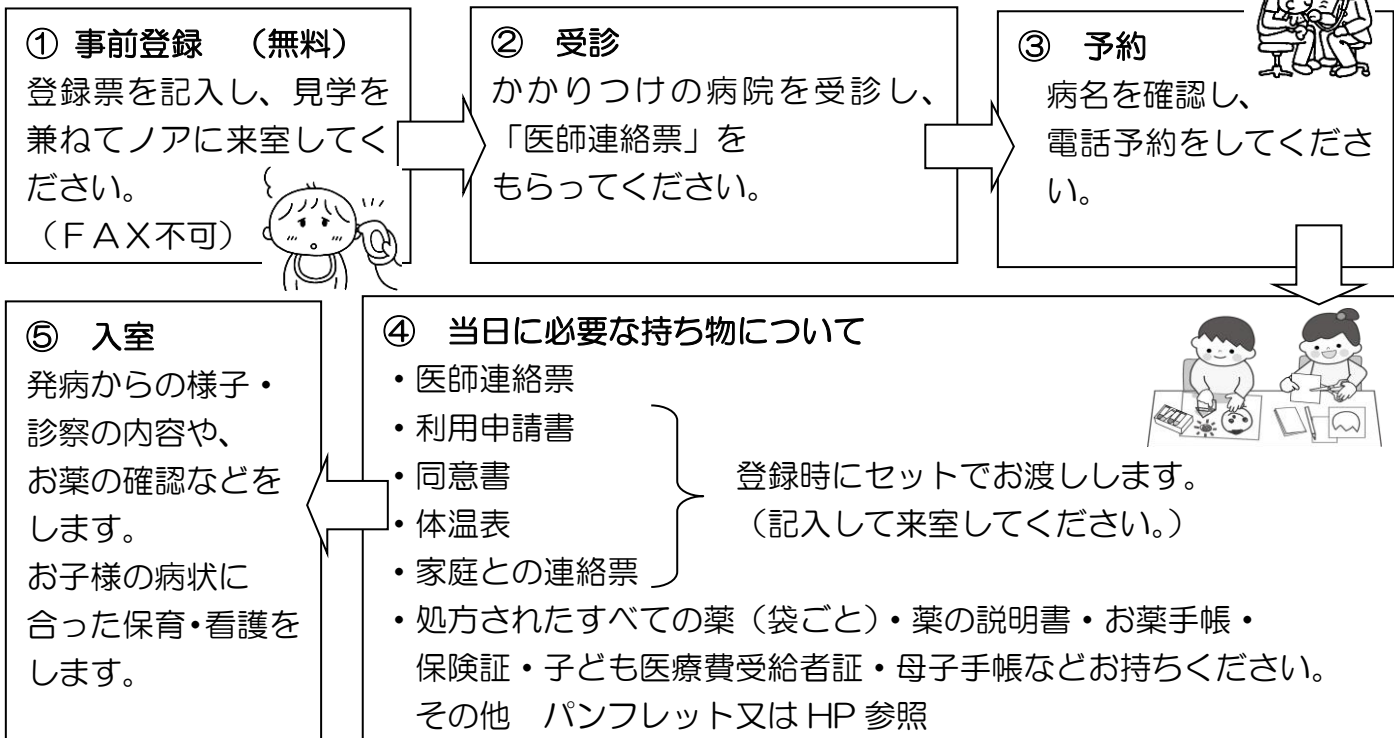 ① 事前登録　（無料）
登録票を記入し、見学を
兼ねてノアに来室してく
ださい。
（ＦＡＸ不可）
②　受診
かかりつけの病院を受診し、
「医師連絡票」を
もらってください。
③　予約
病名を確認し、
電話予約をしてくださ
い。
④　当日に必要な持ち物について
・医師連絡票
・利用申請書
・同意書
・体温表
・家庭との連絡票
登録時にセットでお渡しします。
（記入して来室してください。）
・処方されたすべての薬（袋ごと）・薬の説明書・お薬手帳・
保険証・子ども医療費受給者証・母子手帳などお持ちください。
その他　パンフレット又は HP 参照
⑤　入室
発病からの様子・
診察の内容や、
お薬の確認などを
します。
お子様の病状に
合った保育・看護を
します。